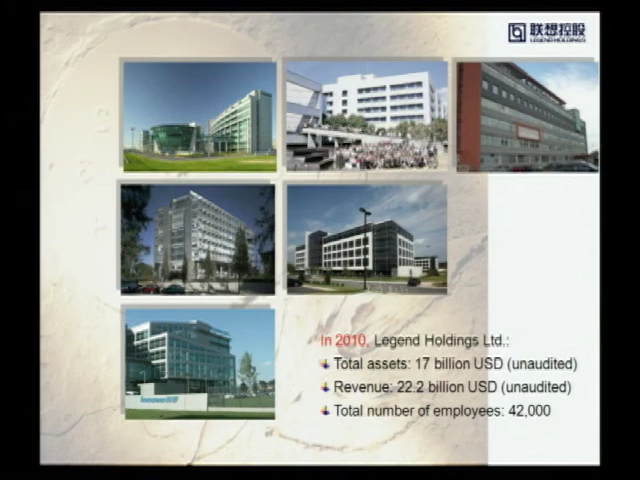 联想控股
LEGEND HOLDINGS
In 2010, Legend Holdings Ltd.:
Total assets: 17 billion USD (unaudited)
Revenue: 22.2 billion USD (unaudited)
Total number of employees: 42,000